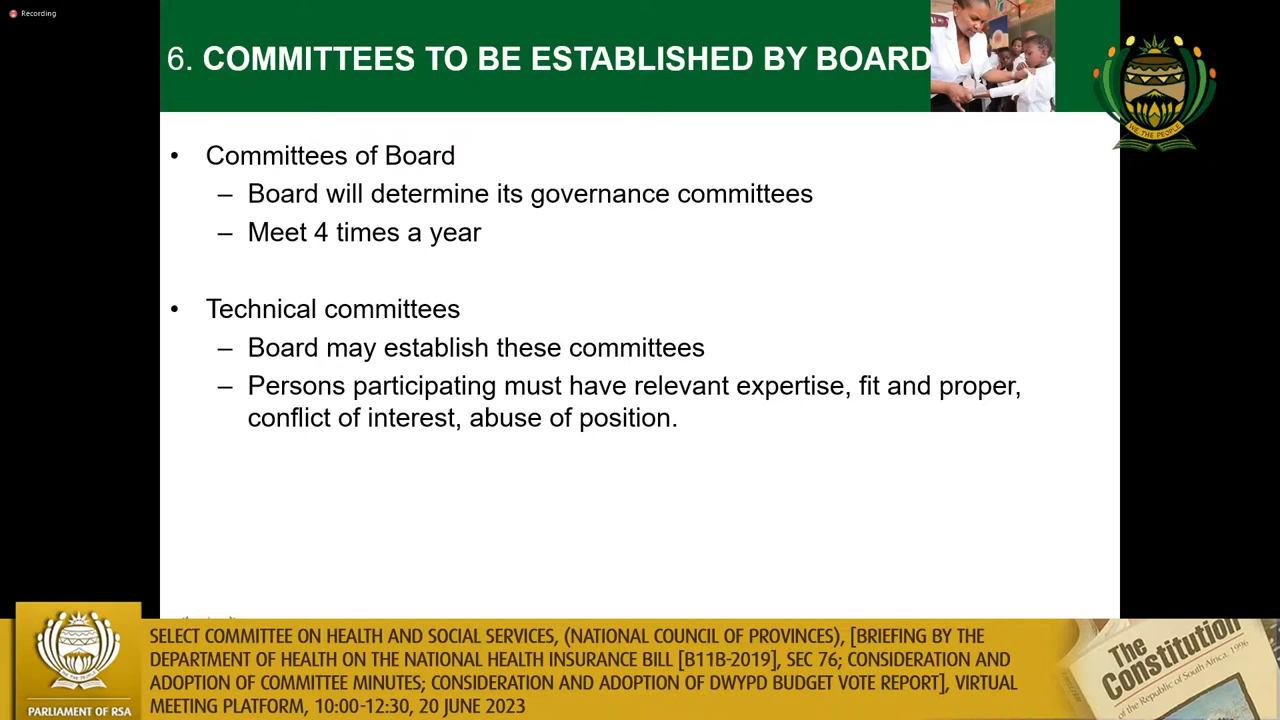 Recording
6. COMMITTEES TO BE ESTABLISHED BY BOARD
WE, THE PEOPLE
• Committees of Board
– Board will determine its governance committees
– Meet 4 times a year
• Technical committees
– Board may establish these committees
– Persons participating must have relevant expertise, fit and proper,
conflict of interest, abuse of position.
SELECT COMMITTEE ON HEALTH AND SOCIAL SERVICES, (NATIONAL COUNCIL OF PROVINCES), [BRIEFING BY THE
DEPARTMENT OF HEALTH ON THE NATIONAL HEALTH INSURANCE BILL [B11B-2019], SEC 76; CONSIDERATION AND
ADOPTION OF COMMITTEE MINUTES; CONSIDERATION AND ADOPTION OF DWYPD BUDGET VOTE REPORT], VIRTUAL
MEETING PLATFORM, 10:00-12:30, 20 JUNE 2023
PARLIAMENT OF RSA
The
Constitution
of the Republic of South Africa, 1996